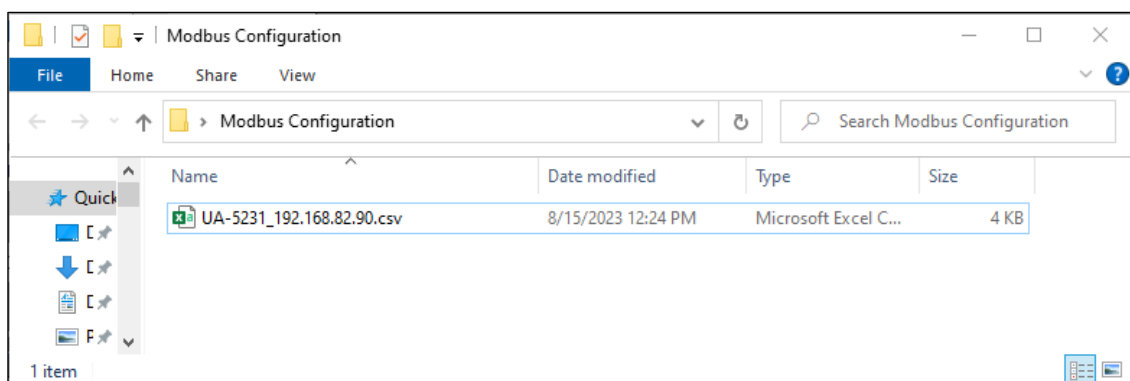 Modbus Configuration
File Home Share View
Modbus Configuration Search Modbus Configuration
Name Date modified Type Size
Quick
UA-5231_192.168.82.90.csv 8/15/2023 12:24 PM Microsoft Excel C... 4 KB
1 item